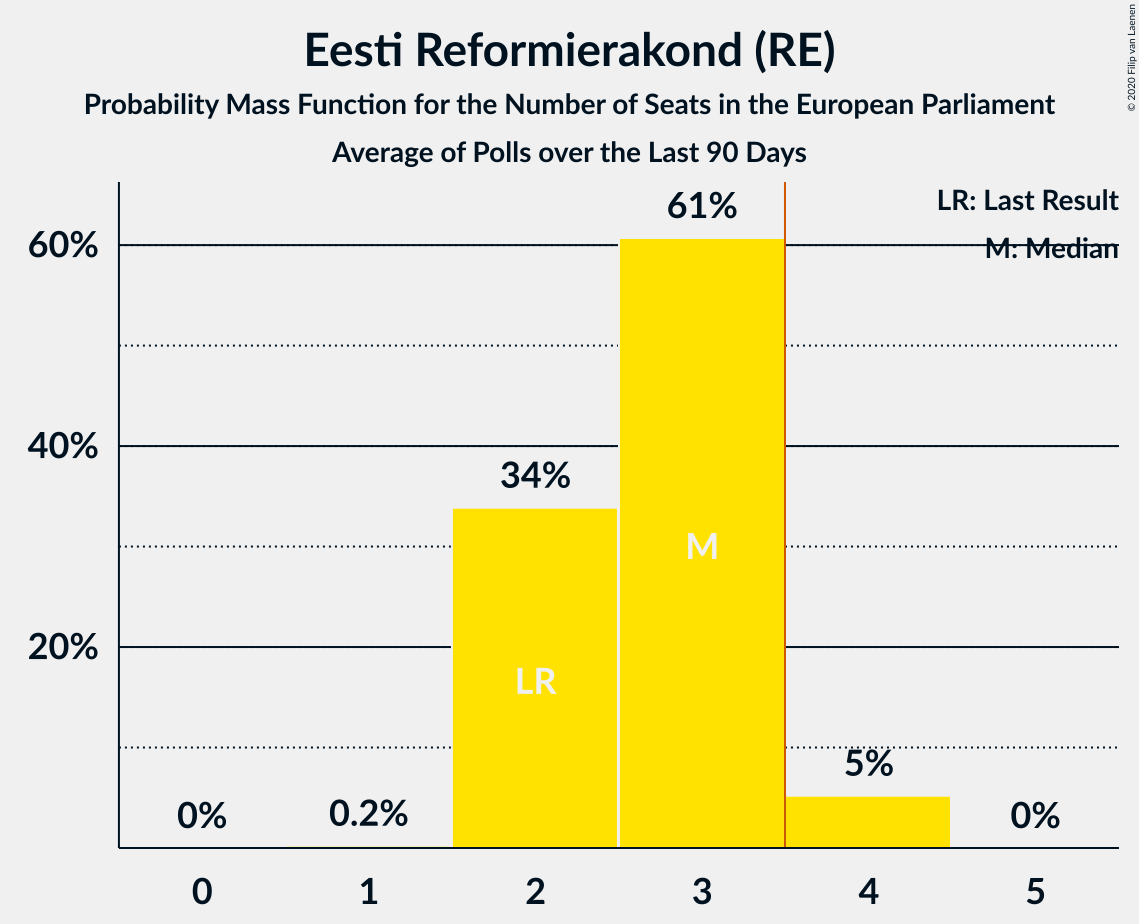 Eesti Reformierakond (RE)
Probability Mass Function for the Number of Seats in the European Parliament
Average of Polls over the Last 90 Days
© 2020 Filip van Laenen
LR: Last Result
M: Median
60%
40%
20%
0%
0.2%
34%
61%
5%
0%
LR
M
0
1
2
3
4
5